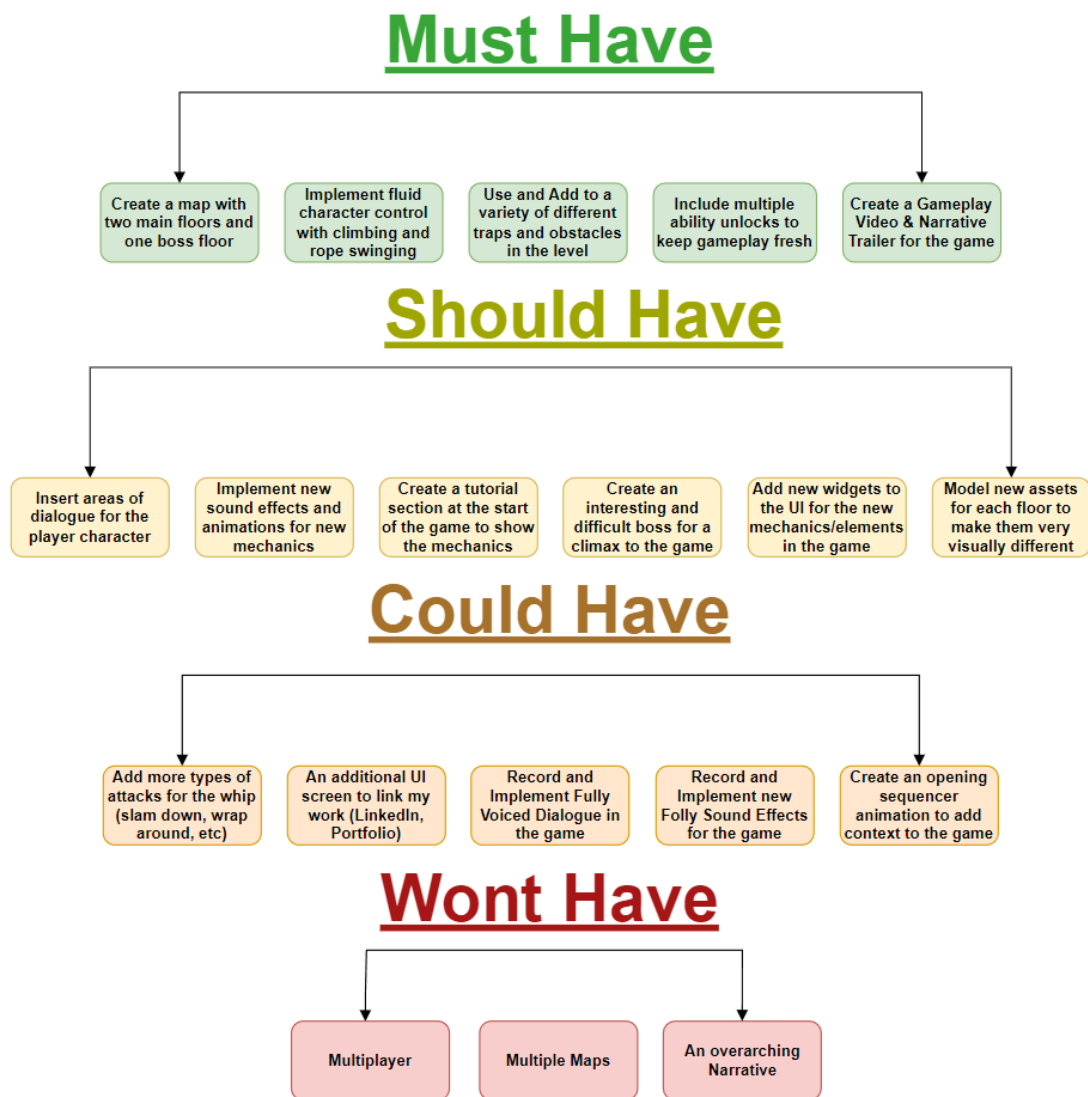 Must Have
Create a map with
two main floors and
one boss floor
Implement fluid
character control
with climbing and
rope swinging
Use and Add to a
variety of different
traps and obstacles
in the level
Include multiple
ability unlocks to
keep gameplay fresh
Create a Gameplay
Video & Narrative
Trailer for the game
Should Have
Insert areas of
dialogue for the
player character
Implement new
sound effects and
animations for new
mechanics
Create a tutorial
section at the start
of the game to show
the mechanics
Create an
interesting and
difficult boss for a
climax to the game
Add new widgets to
the UI for the new
mechanics/elements
in the game
Model new assets
for each floor to
make them very
visually different
Could Have
Add more types of
attacks for the whip
(slam down, wrap
around, etc)
An additional UI
screen to link my
work (LinkedIn,
Portfolio)
Record and
Implement Fully
Voiced Dialogue in
the game
Record and
Implement new
Folly Sound Effects
for the game
Create an opening
sequencer
animation to add
context to the game
Wont Have
Multiplayer
Multiple Maps
An overarching
Narrative